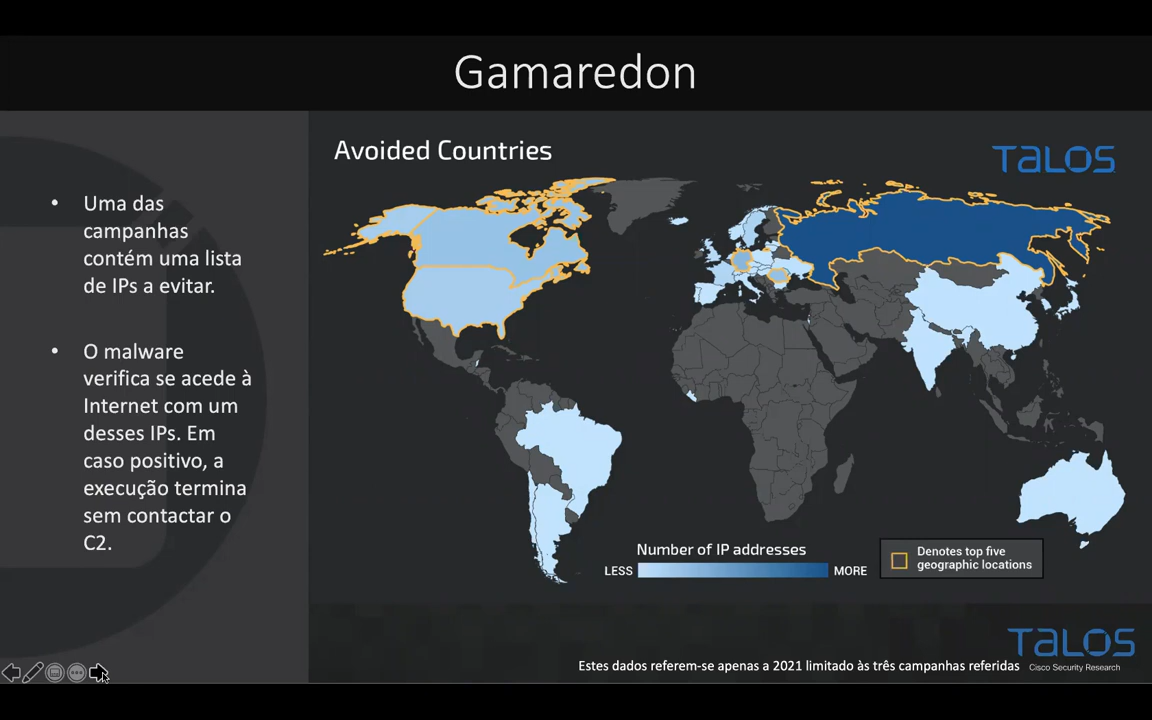 Gamaredon
Avoided Countries
TALOS
• Uma das
campanhas
contém uma lista
de IPs a evitar.
• O malware
verifica se acede à
Internet com um
desses IPs. Em
caso positivo, a
execução termina
sem contactar o
C2.
Number of IP addresses
LESS
MORE
Denotes top five
geographic locations
TALOS
Cisco Security Research
Estes dados referem-se apenas a 2021 limitado às três campanhas referidas